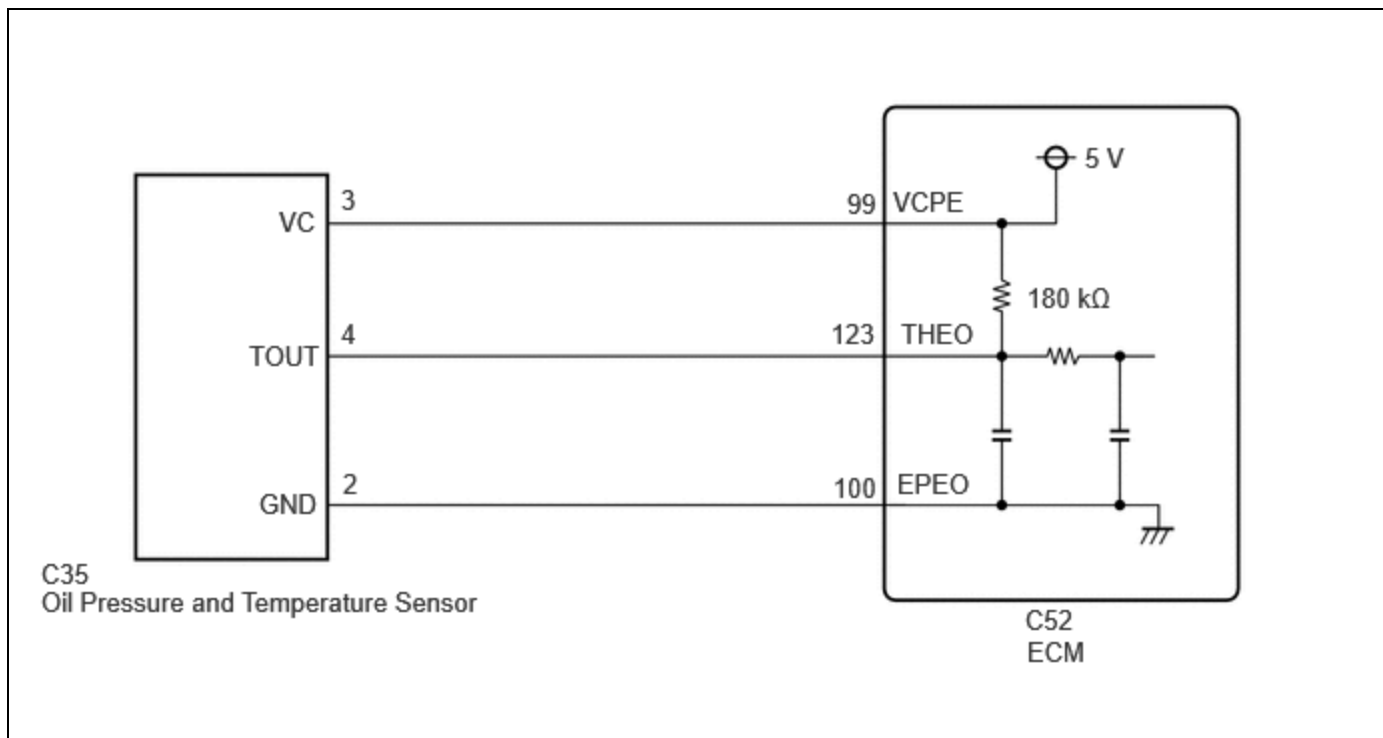 5 V
3
99
VCPE
VC
180 kΩ
4
123
THEO
TOUT
2
100
EPEO
GND
C35
Oil Pressure and Temperature Sensor
C52
ECM